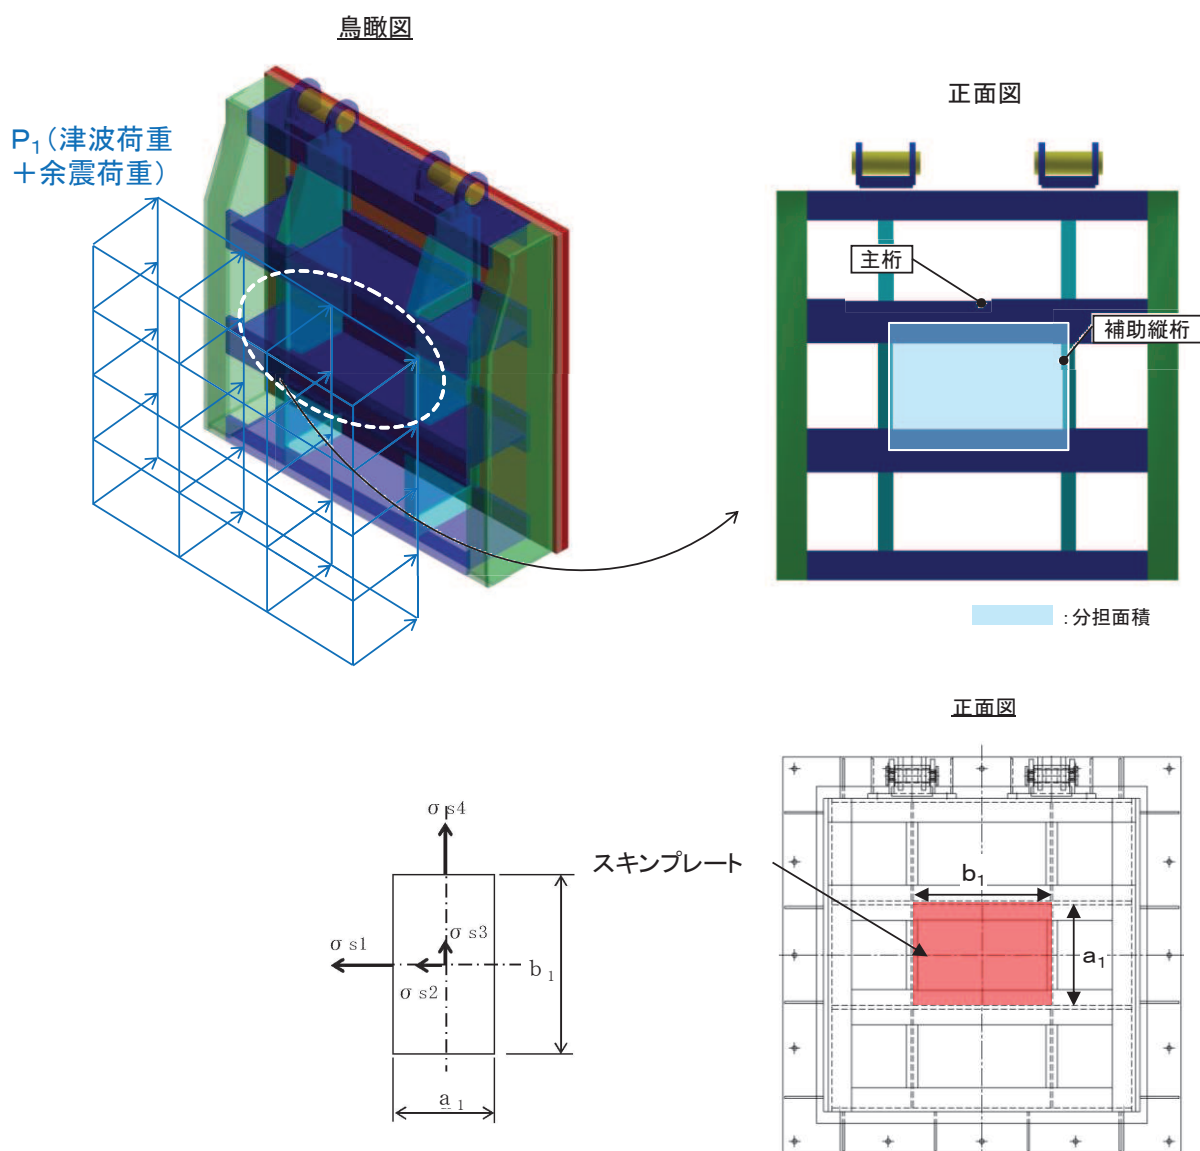 鳥瞰図
P₁（津波荷重
＋余震荷重）
正面図
主桁
補助縦桁
：分担面積
正面図
σ s4
スキンプレート
b₁
σ s1
σ s3
σ s2
b ₁
a₁
a ₁